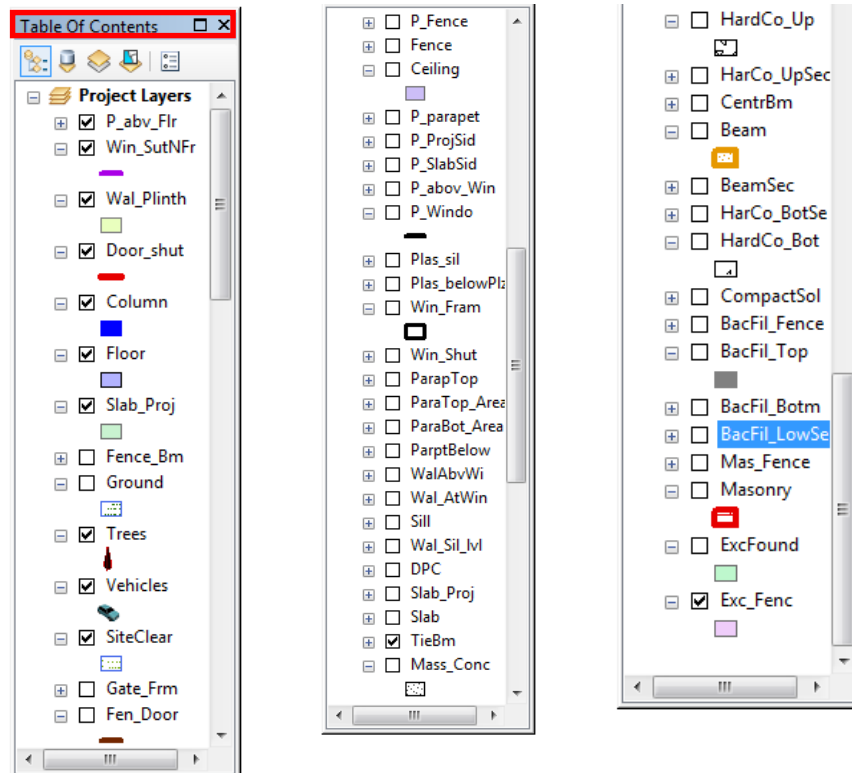 Table Of Contents
Project Layers
P_abv_Flr
Win_SutNFr
Wal_Plinth
Door_shut
Column
Floor
Slab_Proj
Fence_Bm
Ground
Trees
Vehicles
SiteClear
Gate_Frm
Fen_Door
P_Fence
Fence
Ceiling
P_parapet
P_ProjSid
P_SlabSid
P_abov_Win
P_Windo
Plas_sil
Plas_belowPlz
Win_Fram
Win_Shut
ParapTop
ParaTop_Area
ParaBot_Area
ParptBelow
WalAbvWi
Wal_AtWin
Sill
Wal_Sil_lvl
DPC
Slab_Proj
Slab
TieBm
Mass_Conc
HardCo_Up
HarCo_UpSec
CentrBm
Beam
BeamSec
HarCo_BotSe
HardCo_Bot
CompactSol
BacFil_Fence
BacFil_Top
BacFil_Botm
BacFil_LowSe
Mas_Fence
Masonry
ExcFound
Exc_Fenc